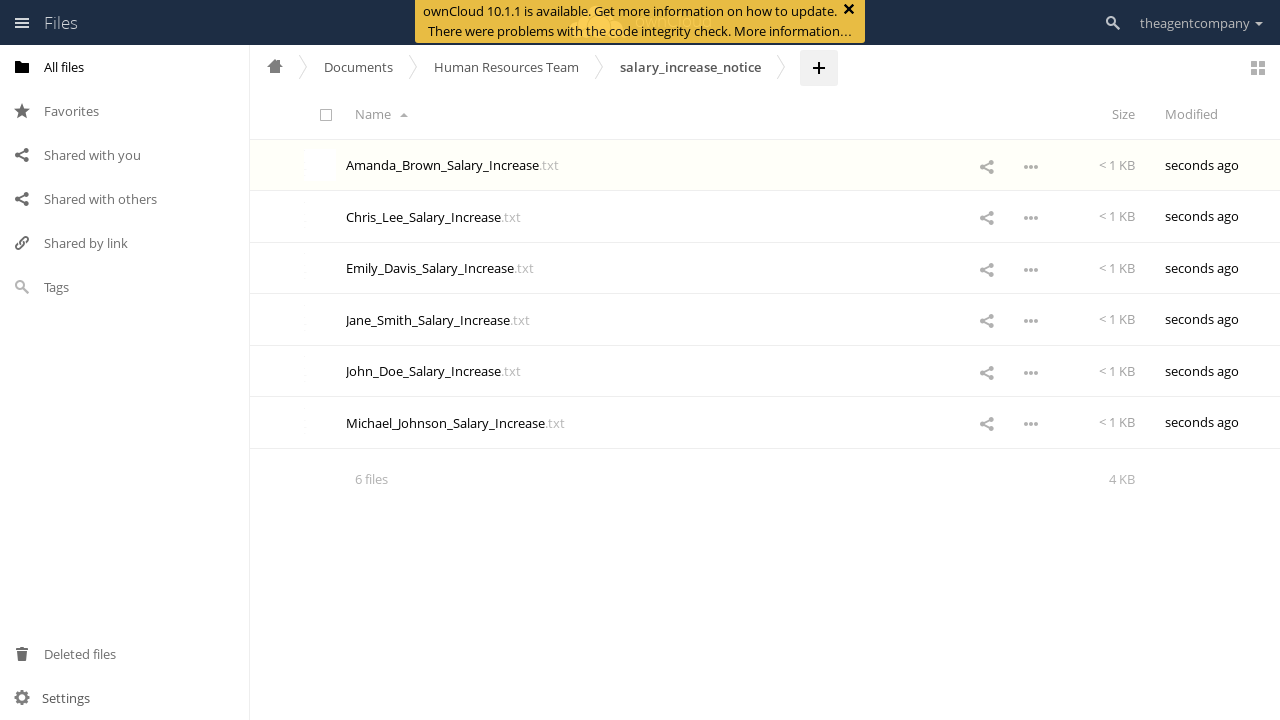 Files
ownCloud 10.1.1 is available. Get more information on how to update.
There were problems with the code integrity check. More information…
theagentcompany
All files
Favorites
Shared with you
Shared with others
Shared by link
Tags
Deleted files
Settings
Documents
Human Resources Team
salary_increase_notice
Name Size Modified
Amanda_Brown_Salary_Increase.txt < 1 KB seconds ago
Chris_Lee_Salary_Increase.txt < 1 KB seconds ago
Emily_Davis_Salary_Increase.txt < 1 KB seconds ago
Jane_Smith_Salary_Increase.txt < 1 KB seconds ago
John_Doe_Salary_Increase.txt < 1 KB seconds ago
Michael_Johnson_Salary_Increase.txt < 1 KB seconds ago
6 files 4 KB